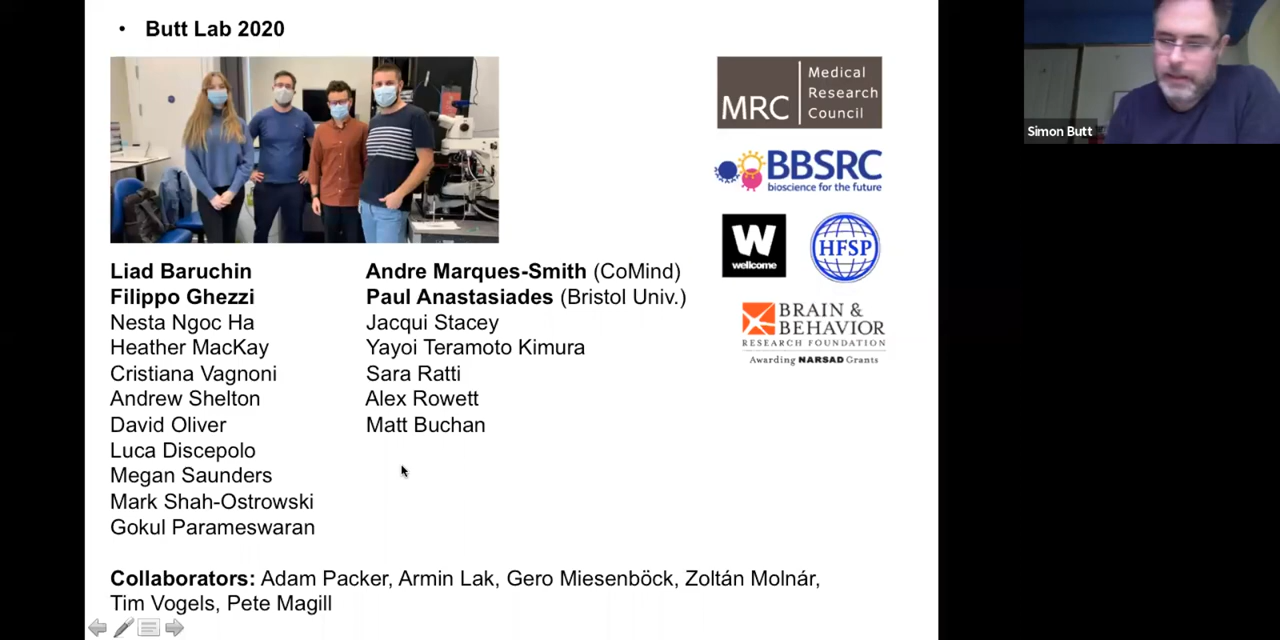 • Butt Lab 2020
MRC
Medical
Research
Council
BBSRC
bioscience for the future
W
wellcome
HFSP
BRAIN &
BEHAVIOR
RESEARCH FOUNDATION
Awarding NARSAD Grants
Simon Butt
Liad Baruchin
Filippo Ghezzi
Nesta Ngoc Ha
Heather MacKay
Cristiana Vagnoni
Andrew Shelton
David Oliver
Luca Discepolo
Megan Saunders
Mark Shah-Ostrowski
Gokul Parameswaran
Andre Marques-Smith (CoMind)
Paul Anastasiades (Bristol Univ.)
Jacqui Stacey
Yayoi Teramoto Kimura
Sara Ratti
Alex Rowett
Matt Buchan
Collaborators: Adam Packer, Armin Lak, Gero Miesenböck, Zoltán Molnár,
Tim Vogels, Pete Magill